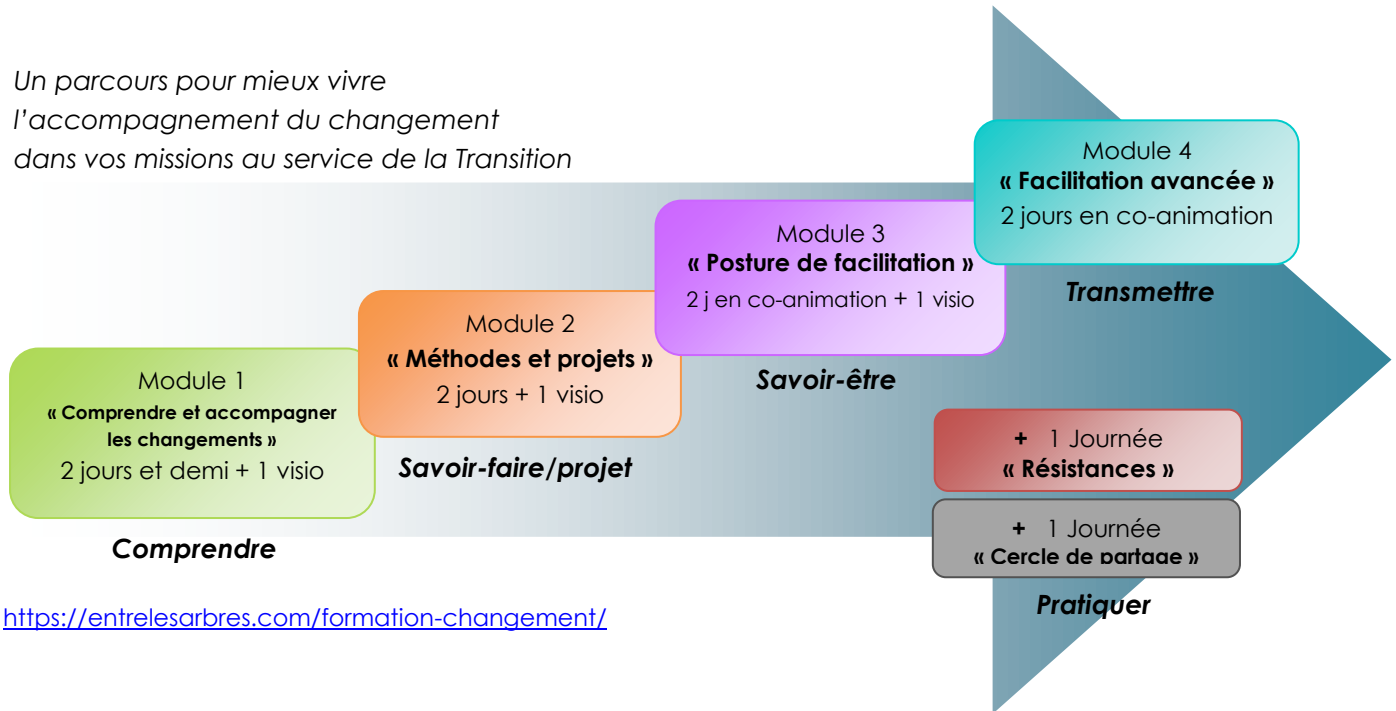 Un parcours pour mieux vivre
l'accompagnement du changement
dans vos missions au service de la Transition
Module 1
« Comprendre et accompagner
les changements »
2 jours et demi + 1 visio
Comprendre
Module 2
« Méthodes et projets »
2 jours + 1 visio
Savoir-faire/projet
Module 3
« Posture de facilitation »
2 j en co-animation + 1 visio
Savoir-être
Module 4
« Facilitation avancée »
2 jours en co-animation
Transmettre
+ 1 Journée
« Résistances »
+ 1 Journée
« Cercle de partage »
Pratiquer
https://entrelesarbres.com/formation-changement/